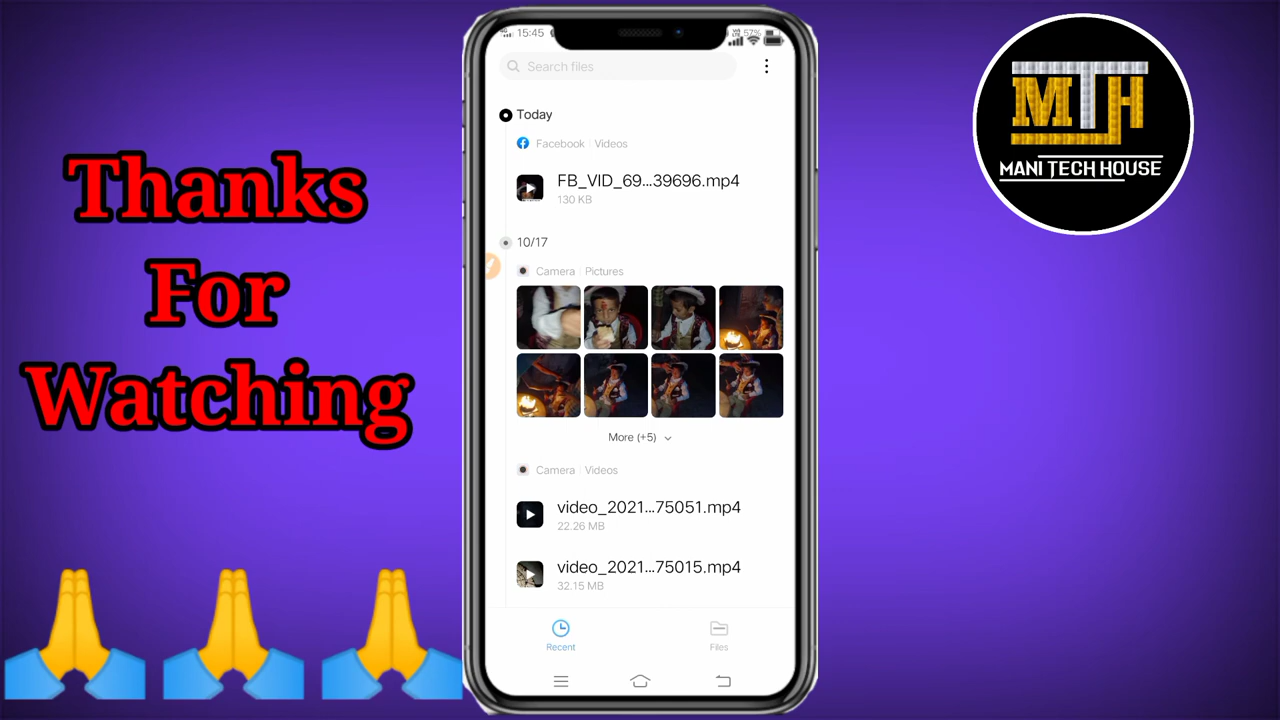 Thanks
For
Watching
15:45
57%
Search files
Today
Facebook | Videos
FB_VID_69...39696.mp4
130 KB
10/17
Camera | Pictures
More (+5)
Camera | Videos
video_2021...75051.mp4
22.26 MB
video_2021...75015.mp4
32.15 MB
Recent
Files
MTH
MANI TECH HOUSE